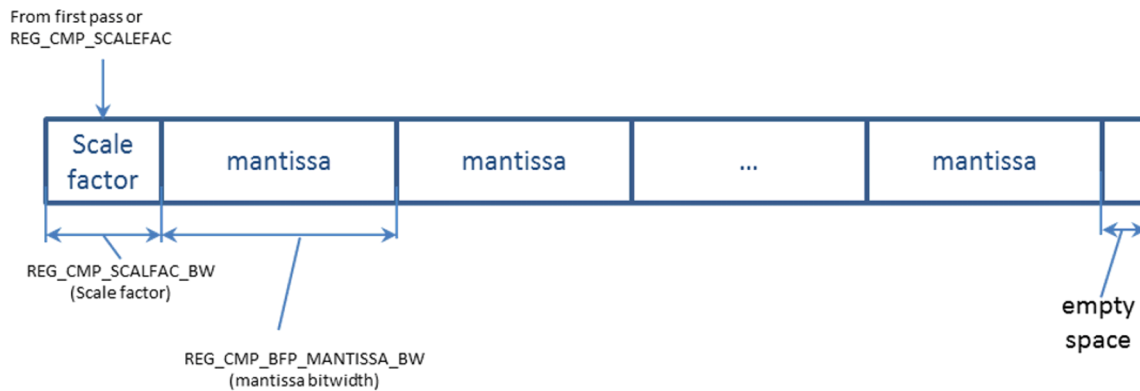 From first pass or
REG_CMP_SCALEFAC
Scale
factor
mantissa
mantissa
...
mantissa
REG_CMP_SCALFAC_BW
(Scale factor)
REG_CMP_BFP_MANTISSA_BW
(mantissa bitwidth)
empty
space